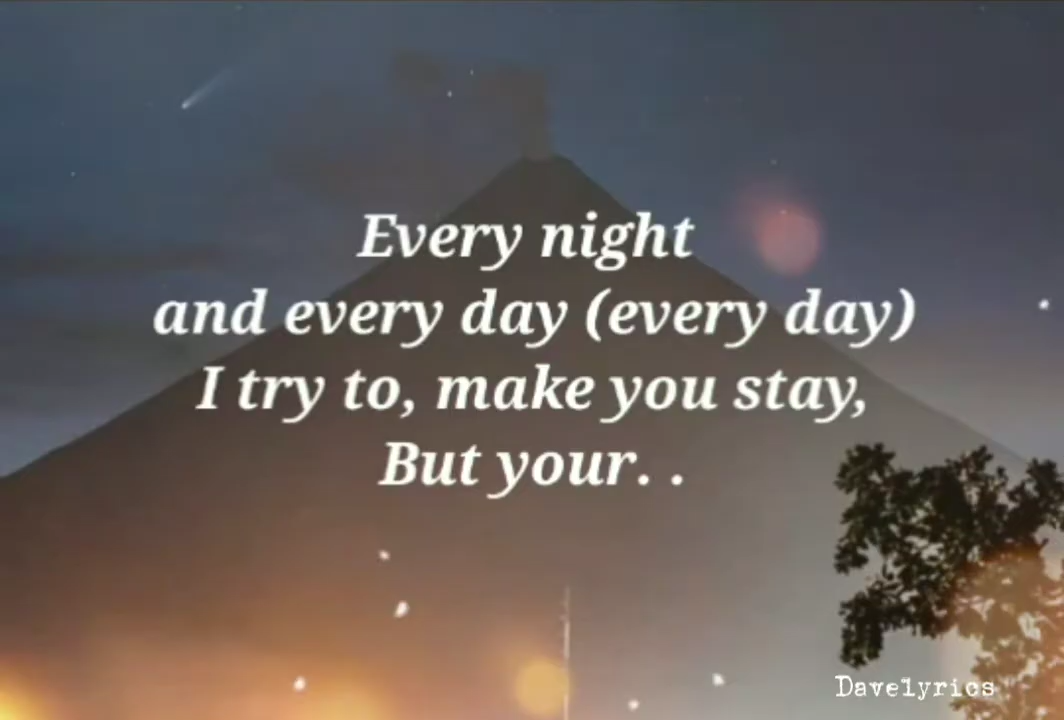 Every night
and every day (every day)
I try to, make you stay,
But your. .
Davelyrics